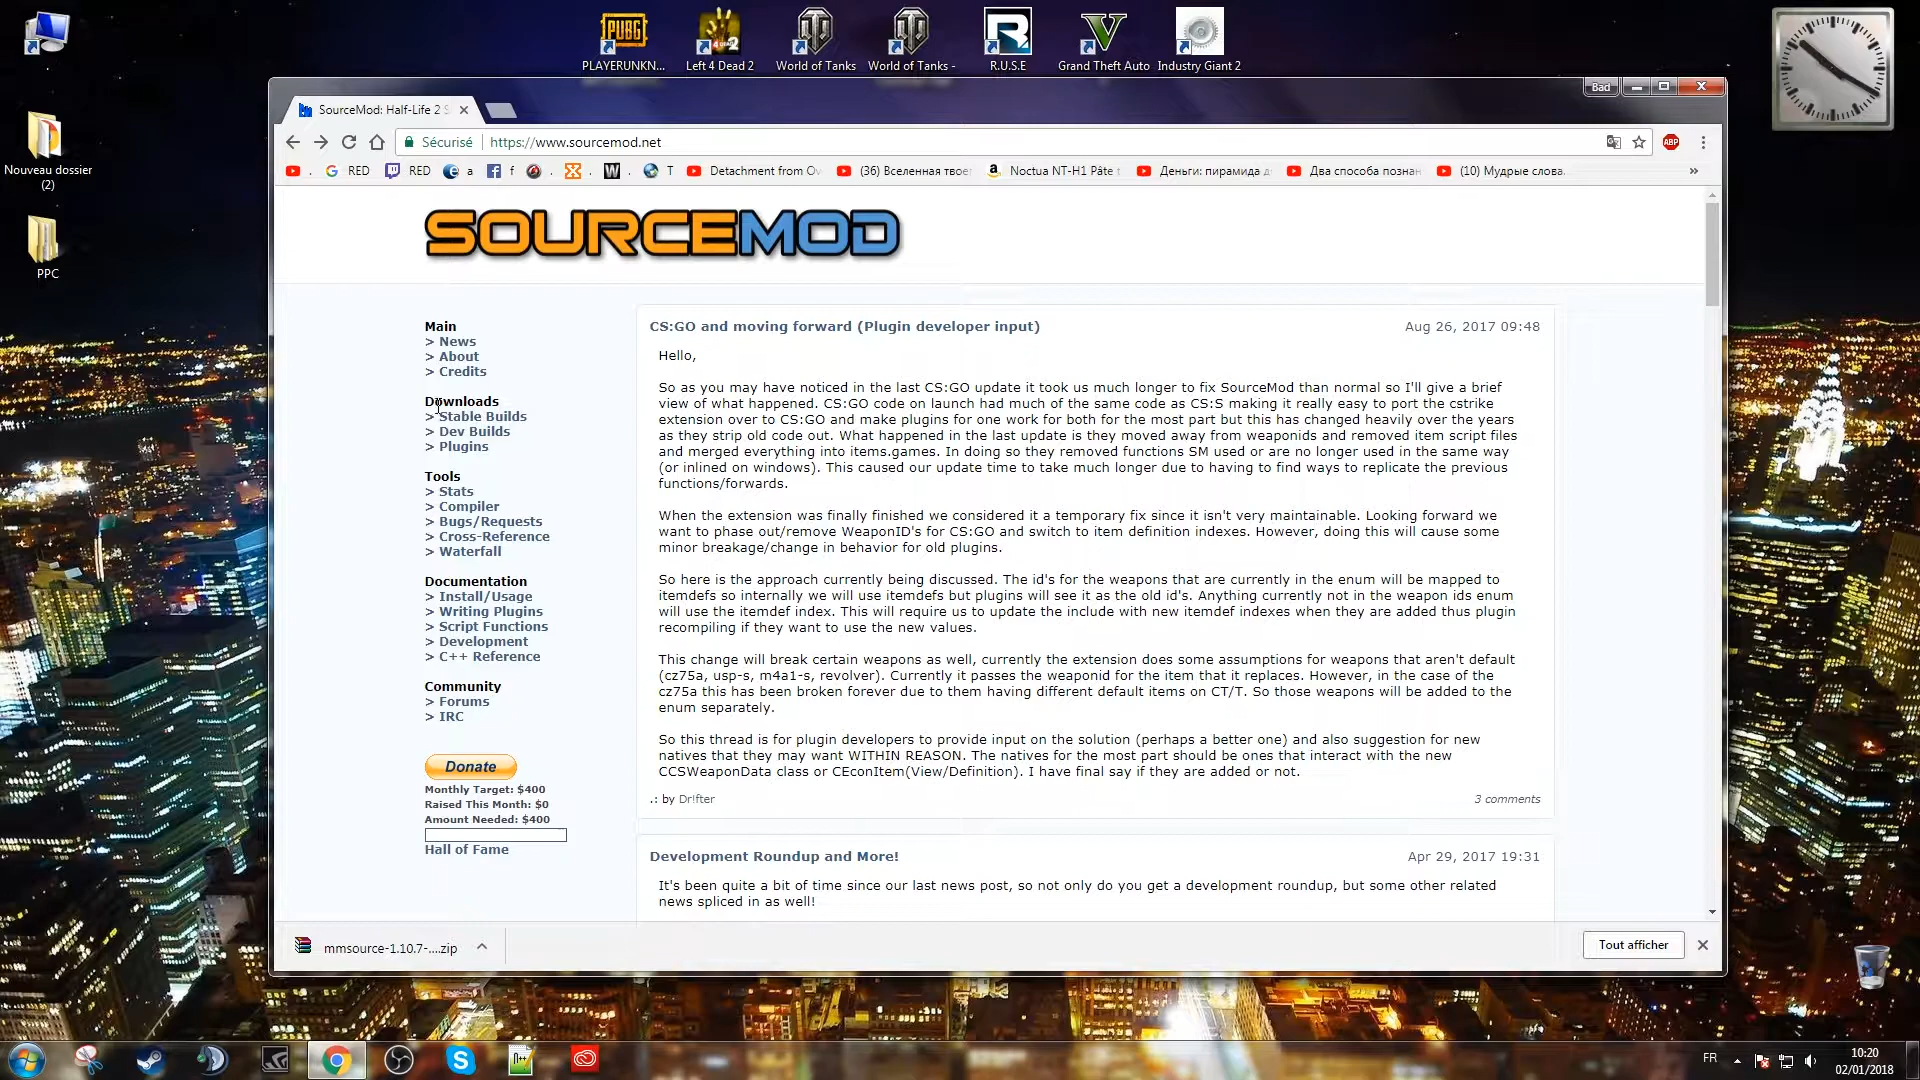 PLAYERUNKN...
Left 4 Dead 2
World of Tanks
World of Tanks -
R.U.S.E
Grand Theft Auto
Industry Giant 2
Nouveau dossier
(2)
PPC
Bad
SourceMod: Half-Life 2 S
Sécurisé
https://www.sourcemod.net
ABP
.
RED
RED
a
f
.
.
.
T
Detachment from Ov
(36) Вселенная твое
Noctua NT-H1 Pâte t
Деньги: пирамида д
Два способа познан
(10) Мудрые слова.
»
SOURCEMOD
Main
> News
> About
> Credits
Downloads
> Stable Builds
> Dev Builds
> Plugins
Tools
> Stats
> Compiler
> Bugs/Requests
> Cross-Reference
> Waterfall
Documentation
> Install/Usage
> Writing Plugins
> Script Functions
> Development
> C++ Reference
Community
> Forums
> IRC
Donate
Monthly Target: $400
Raised This Month: $0
Amount Needed: $400
Hall of Fame
CS:GO and moving forward (Plugin developer input)
Aug 26, 2017 09:48
Hello,
So as you may have noticed in the last CS:GO update it took us much longer to fix SourceMod than normal so I'll give a brief
view of what happened. CS:GO code on launch had much of the same code as CS:S making it really easy to port the cstrike
extension over to CS:GO and make plugins for one work for both for the most part but this has changed heavily over the years
as they strip old code out. What happened in the last update is they moved away from weaponids and removed item script files
and merged everything into items.games. In doing so they removed functions SM used or are no longer used in the same way
(or inlined on windows). This caused our update time to take much longer due to having to find ways to replicate the previous
functions/forwards.
When the extension was finally finished we considered it a temporary fix since it isn't very maintainable. Looking forward we
want to phase out/remove WeaponID's for CS:GO and switch to item definition indexes. However, doing this will cause some
minor breakage/change in behavior for old plugins.
So here is the approach currently being discussed. The id's for the weapons that are currently in the enum will be mapped to
itemdefs so internally we will use itemdefs but plugins will see it as the old id's. Anything currently not in the weapon ids enum
will use the itemdef index. This will require us to update the include with new itemdef indexes when they are added thus plugin
recompiling if they want to use the new values.
This change will break certain weapons as well, currently the extension does some assumptions for weapons that aren't default
(cz75a, usp-s, m4a1-s, revolver). Currently it passes the weaponid for the item that it replaces. However, in the case of the
cz75a this has been broken forever due to them having different default items on CT/T. So those weapons will be added to the
enum separately.
So this thread is for plugin developers to provide input on the solution (perhaps a better one) and also suggestion for new
natives that they may want WITHIN REASON. The natives for the most part should be ones that interact with the new
CCSWeaponData class or CEconItem(View/Definition). I have final say if they are added or not.
.: by Dr!fter
3 comments
Development Roundup and More!
Apr 29, 2017 19:31
It's been quite a bit of time since our last news post, so not only do you get a development roundup, but some other related
news spliced in as well!
mmsource-1.10.7-....zip
Tout afficher
FR
10:20
02/01/2018